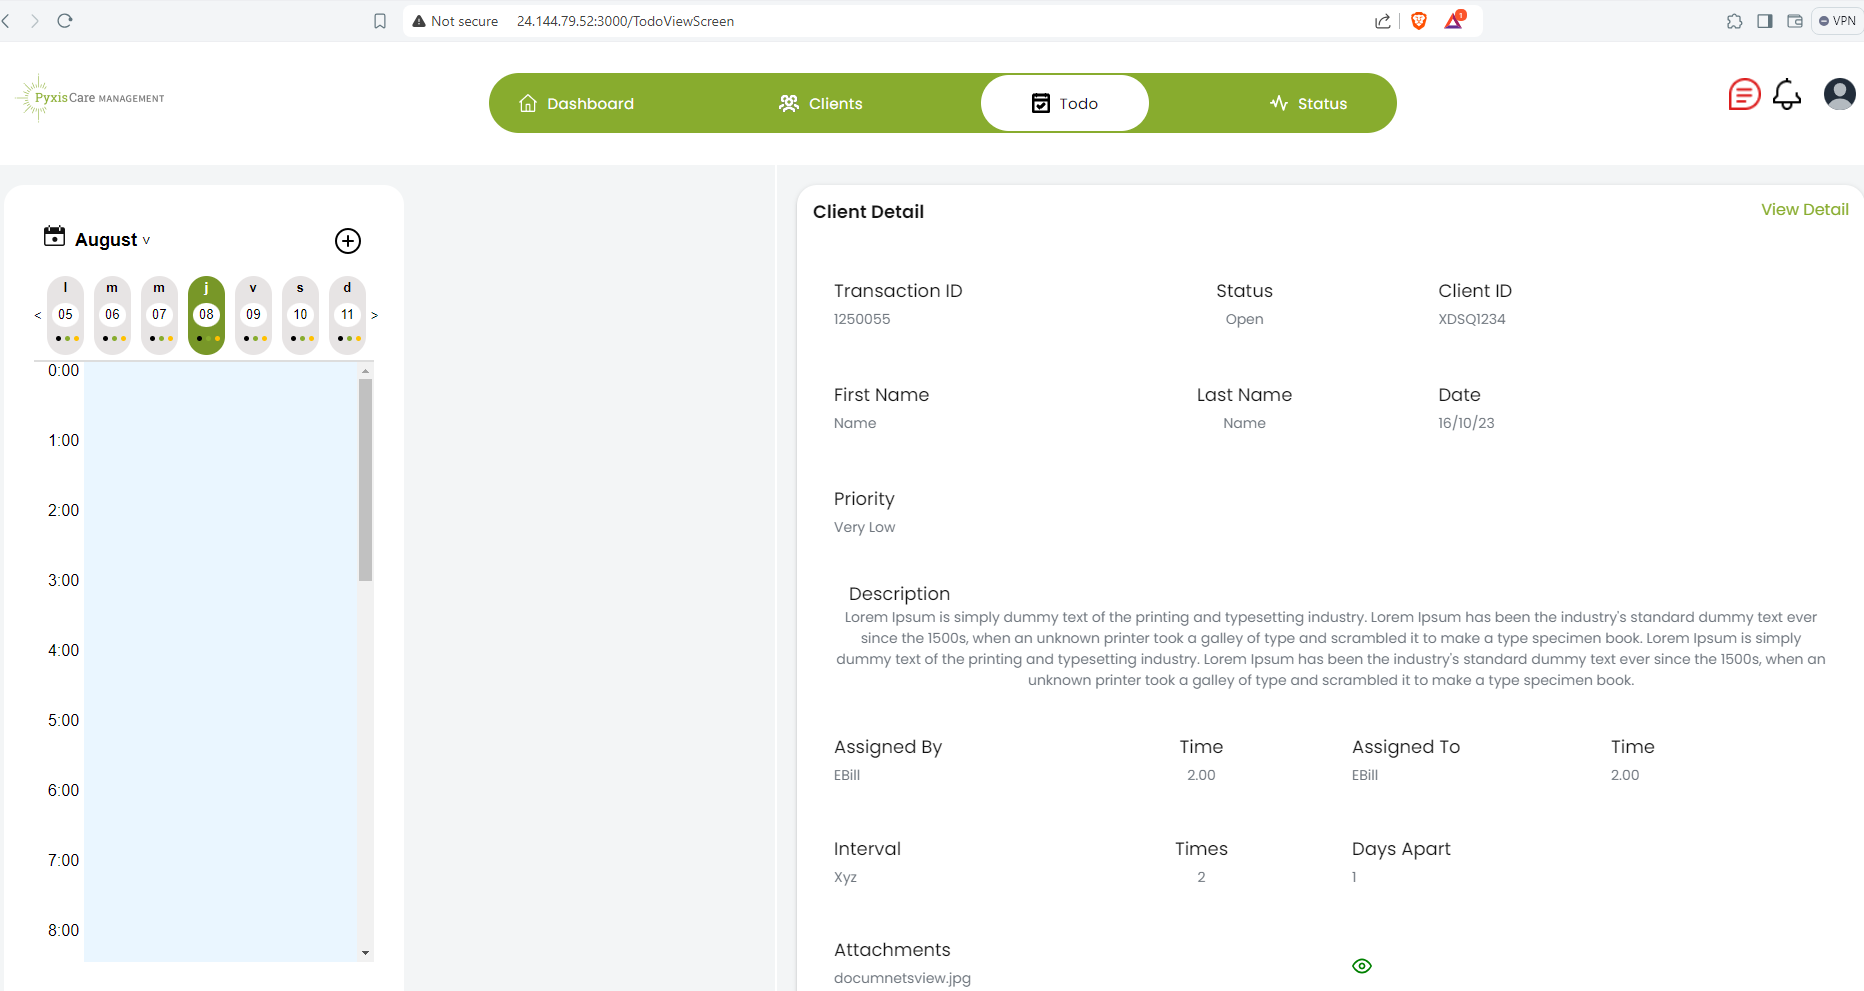 Not secure 24.144.79.52:3000/TodoViewScreen
1
VPN
PyxisCare MANAGEMENT
Dashboard
Clients
Todo
Status
August v
l m m j v s d
< 05 06 07 08 09 10 11 >
0:00
1:00
2:00
3:00
4:00
5:00
6:00
7:00
8:00
Client Detail
View Detail
Transaction ID Status Client ID
1250055 Open XDSQ1234
First Name Last Name Date
Name Name 16/10/23
Priority
Very Low
Description
Lorem Ipsum is simply dummy text of the printing and typesetting industry. Lorem Ipsum has been the industry's standard dummy text ever
since the 1500s, when an unknown printer took a galley of type and scrambled it to make a type specimen book. Lorem Ipsum is simply
dummy text of the printing and typesetting industry. Lorem Ipsum has been the industry's standard dummy text ever since the 1500s, when an
unknown printer took a galley of type and scrambled it to make a type specimen book.
Assigned By Time Assigned To Time
EBill 2.00 EBill 2.00
Interval Times Days Apart
Xyz 2 1
Attachments
documnetsview.jpg